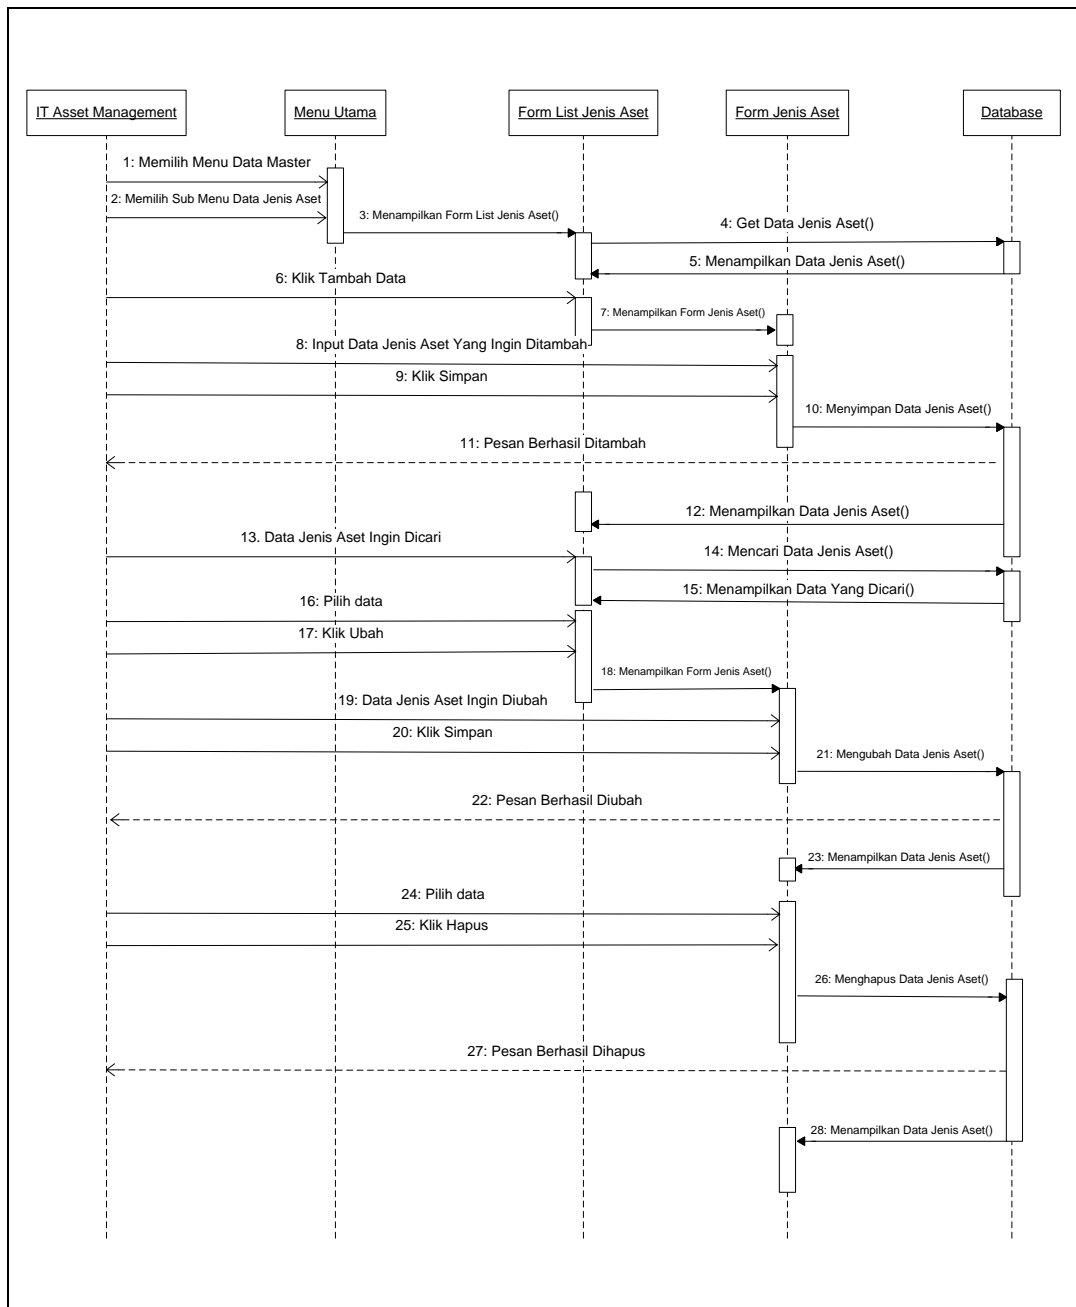 IT Asset Management
Menu Utama
Form List Jenis Aset
Form Jenis Aset
Database
1: Memilih Menu Data Master
2: Memilih Sub Menu Data Jenis Aset
3: Menampilkan Form List Jenis Aset()
4: Get Data Jenis Aset()
5: Menampilkan Data Jenis Aset()
6: Klik Tambah Data
7: Menampilkan Form Jenis Aset()
8: Input Data Jenis Aset Yang Ingin Ditambah
9: Klik Simpan
10: Menyimpan Data Jenis Aset()
11: Pesan Berhasil Ditambah
12: Menampilkan Data Jenis Aset()
13. Data Jenis Aset Ingin Dicari
14: Mencari Data Jenis Aset()
15: Menampilkan Data Yang Dicari()
16: Pilih data
17: Klik Ubah
18: Menampilkan Form Jenis Aset()
19: Data Jenis Aset Ingin Diubah
20: Klik Simpan
21: Mengubah Data Jenis Aset()
22: Pesan Berhasil Diubah
23: Menampilkan Data Jenis Aset()
24: Pilih data
25: Klik Hapus
26: Menghapus Data Jenis Aset()
27: Pesan Berhasil Dihapus
28: Menampilkan Data Jenis Aset()